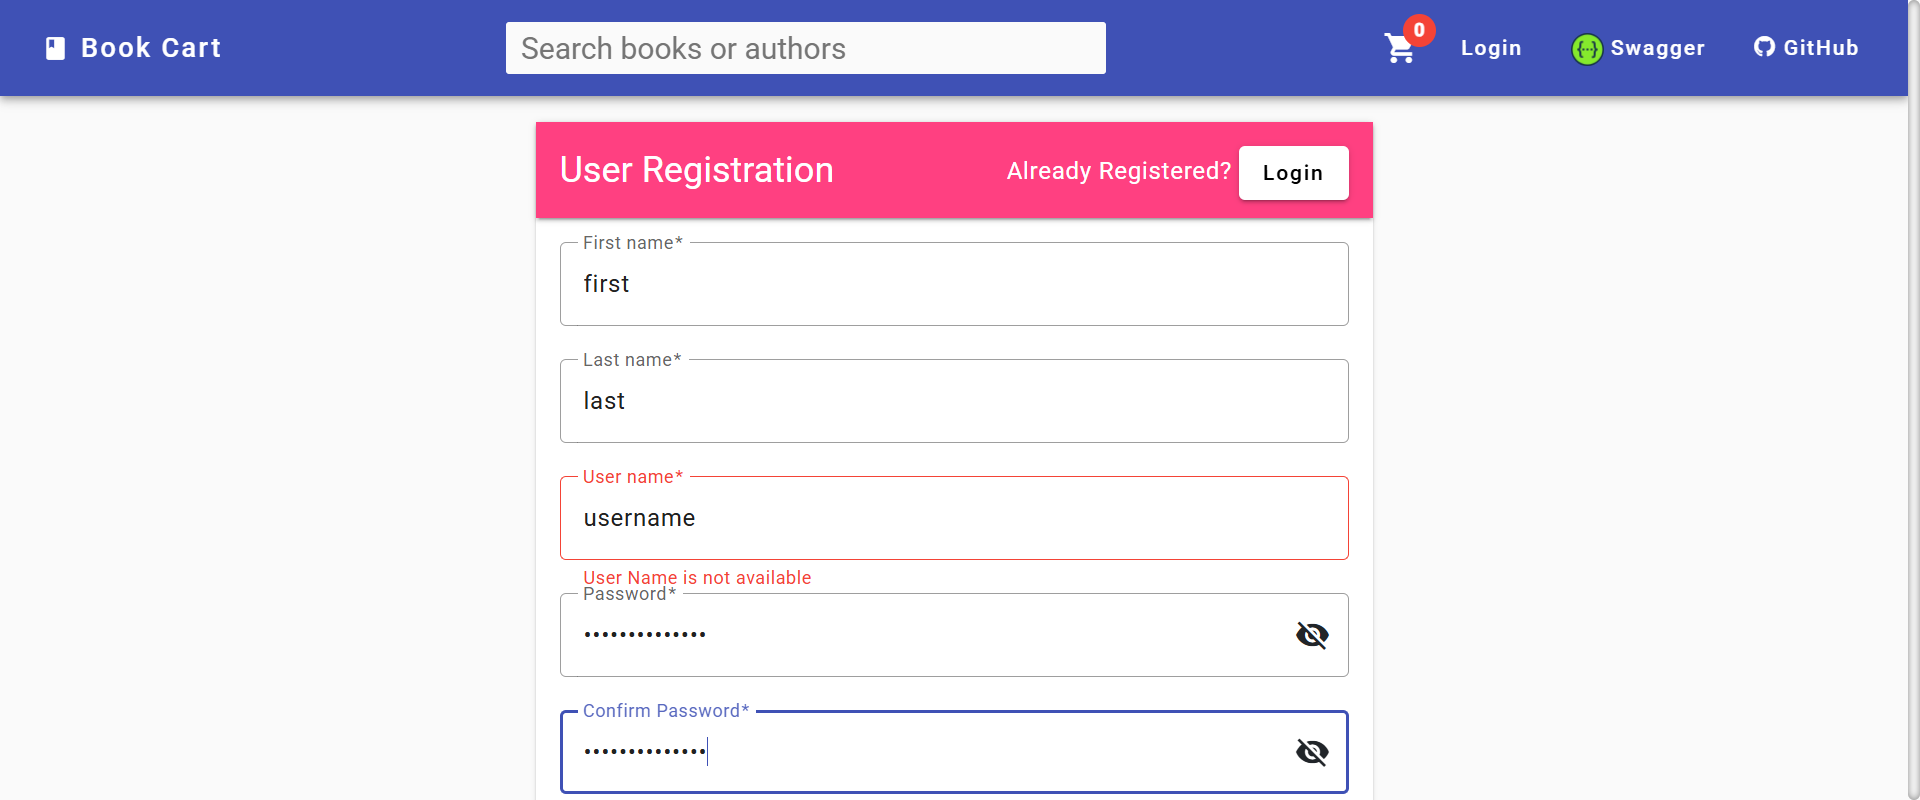 Book Cart
Search books or authors
0
Login
Swagger
GitHub
User Registration
Already Registered?
Login
First name*
first
Last name*
last
User name*
username
User Name is not available
Password*
••••••••••••••
Confirm Password*
••••••••••••••